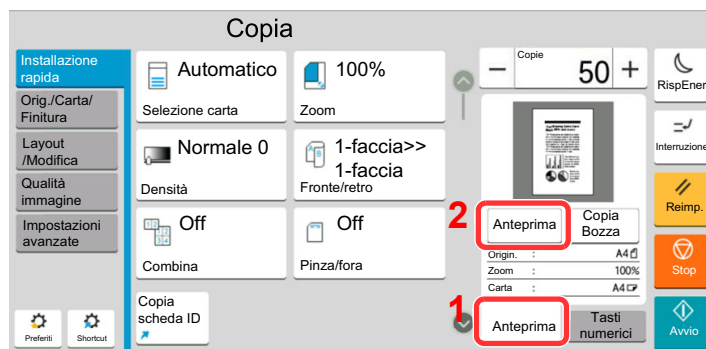 Copia
Installazione
rapida
Orig./Carta/
Finitura
Layout
/Modifica
Qualità
immagine
Impostazioni
avanzate
Preferiti
Shortcut
Automatico
Selezione carta
100%
Zoom
Normale 0
Densità
1-faccia>>
1-faccia
Fronte/retro
Off
Combina
Off
Pinza/fora
Copia
scheda ID
Copie
− 50 +
2
Anteprima
Copia
Bozza
Origin. : A4
Zoom : 100%
Carta : A4
1
Anteprima
Tasti
numerici
RispEner
Interruzione
Reimp.
Stop
Avvio